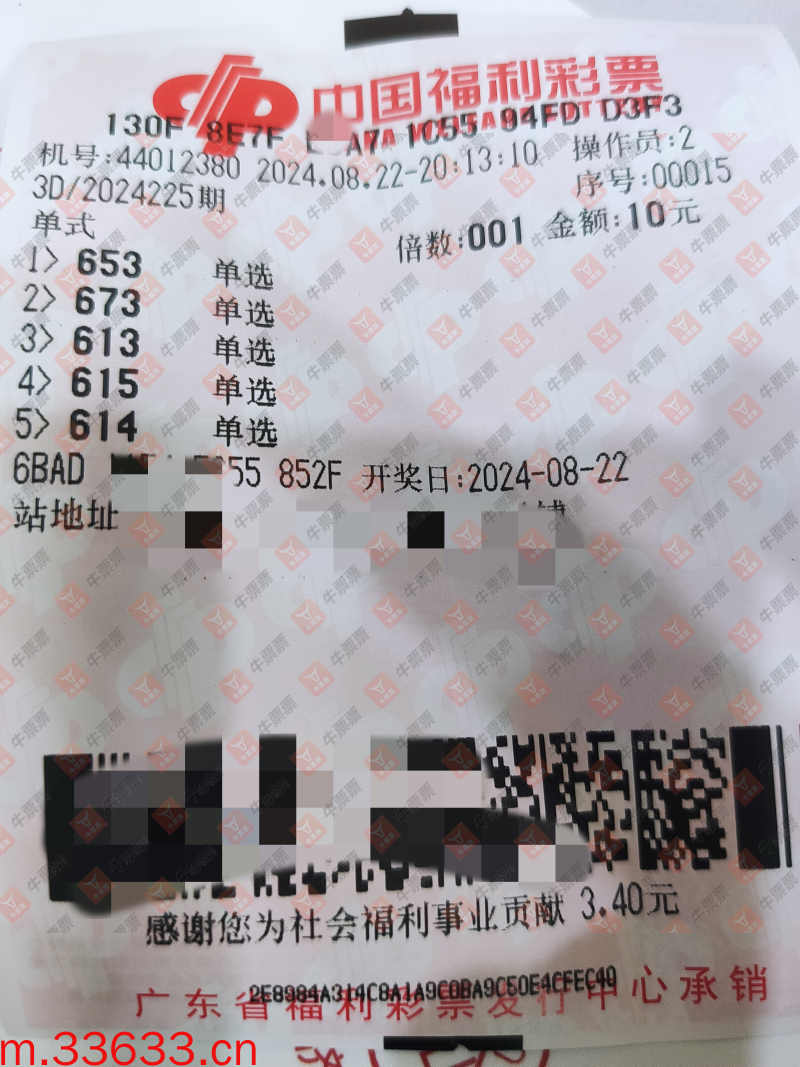 中国福利彩票
130F 8E7F A7A 1C55 94FD D3F3
机号:44012380 2024.08.22-20:13:10 操作员:2
3D/2024225期 序号:00015
单式 倍数:001 金额:10元
1> 653 单选
2> 673 单选
3> 613 单选
4> 615 单选
5> 614 单选
6BAD 55 852F 开奖日:2024-08-22
站地址
感谢您为社会福利事业贡献 3.40元
2E8984A314C8A1A9C0BA9C50E4CFEC40
广东省福利彩票发行中心承销
m.33633.cn
牛票票